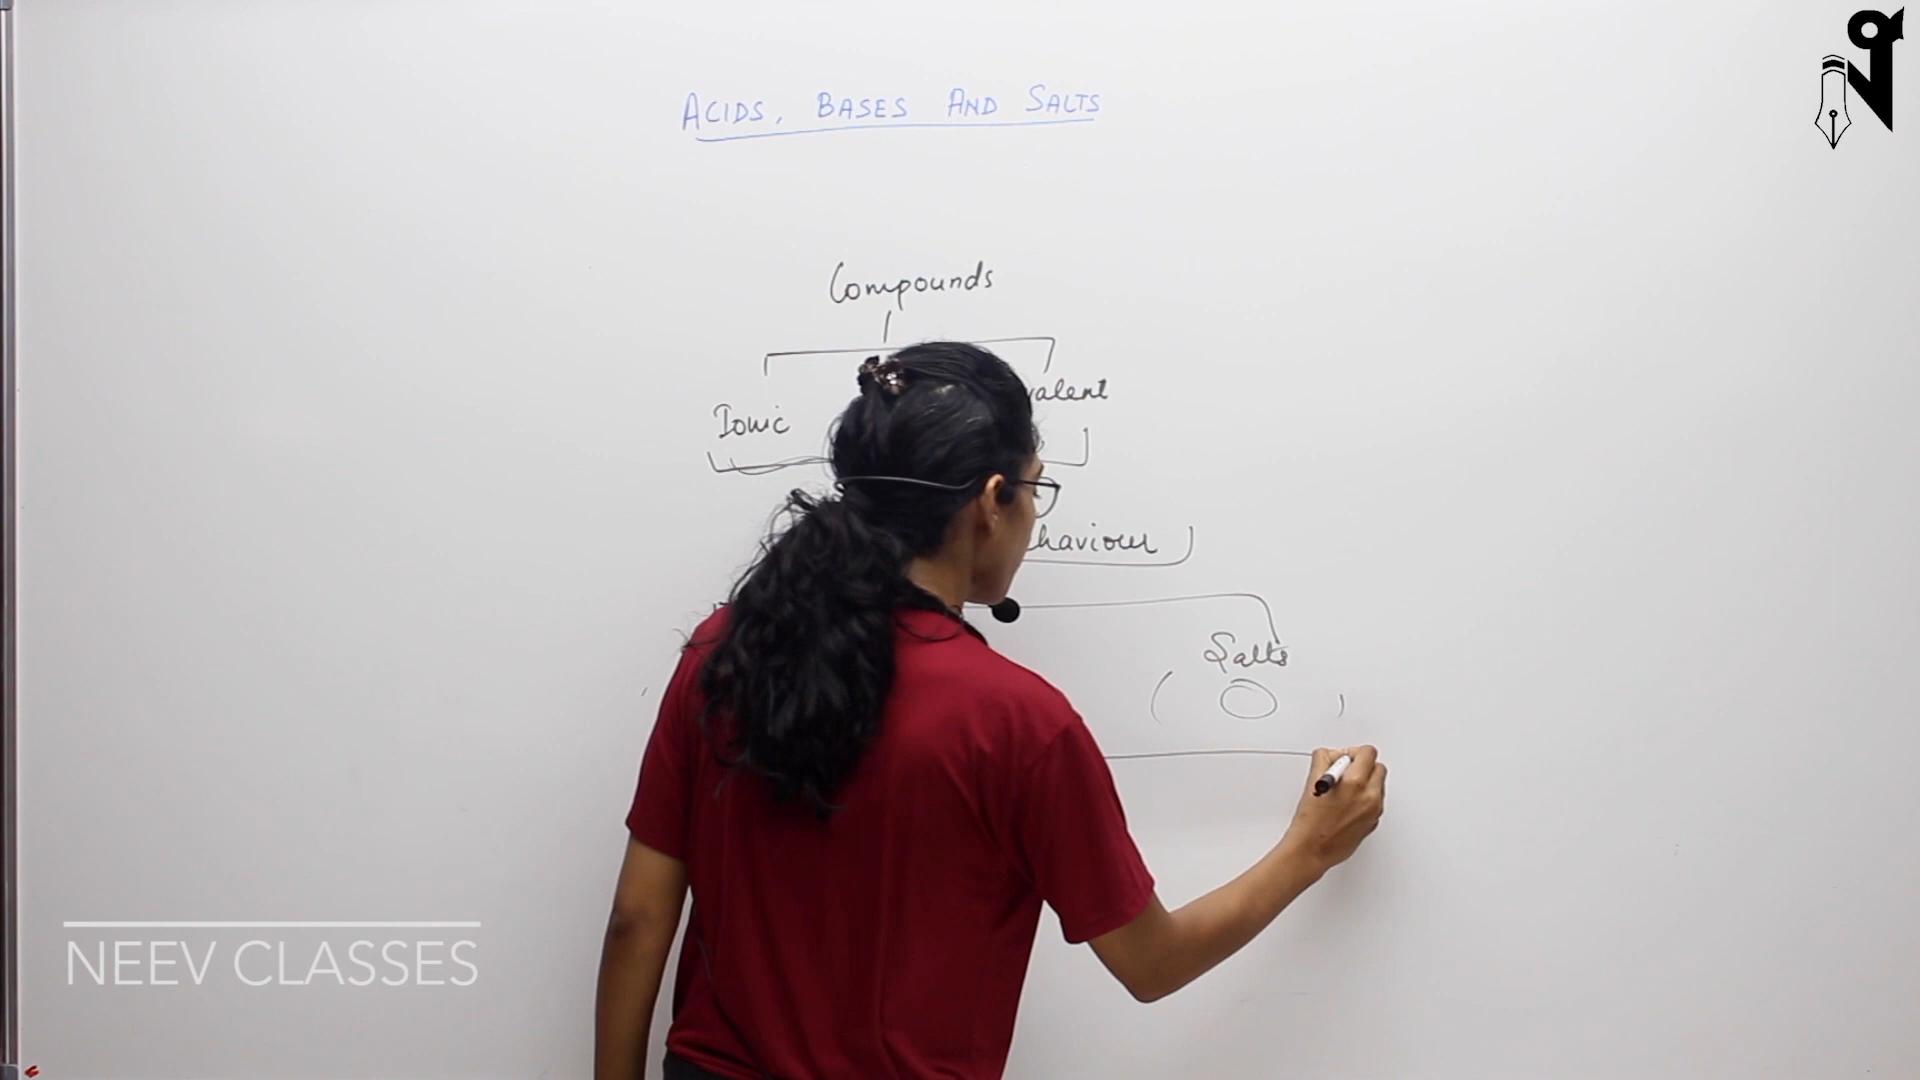 ACIDS, BASES AND SALTS
Compounds
Ionic valent
haviour
Salts
NEEV CLASSES